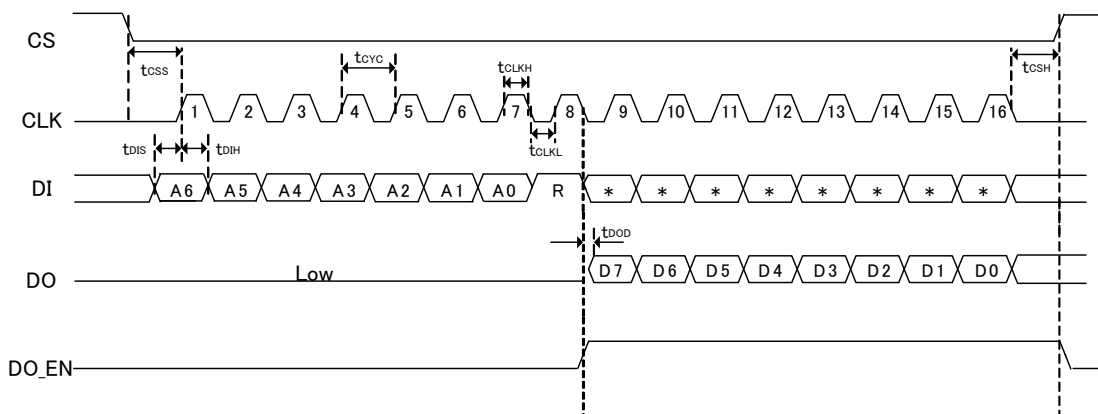 CS
tCSS
tCYC
tCLKH
tCSH
CLK
1 2 3 4 5 6 7 8 9 10 11 12 13 14 15 16
tDIS
tDIH
tCLKL
DI
A6 A5 A4 A3 A2 A1 A0 R * * * * * * * *
tDOD
DO
Low
D7 D6 D5 D4 D3 D2 D1 D0
DO_EN